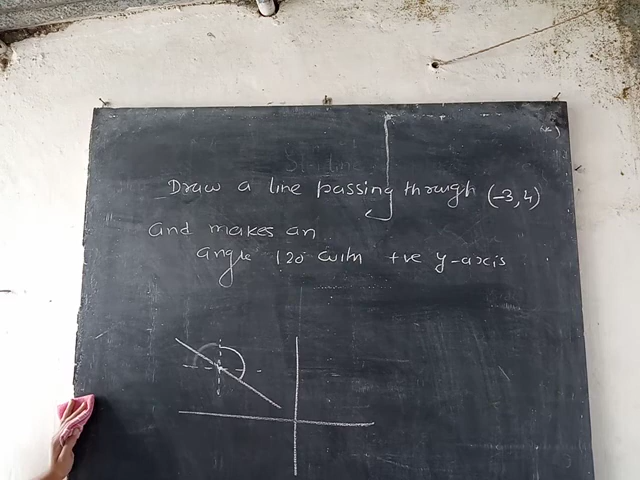 Draw a line passing through (-3,4)
and makes an
angle 120° with +ve y-axis